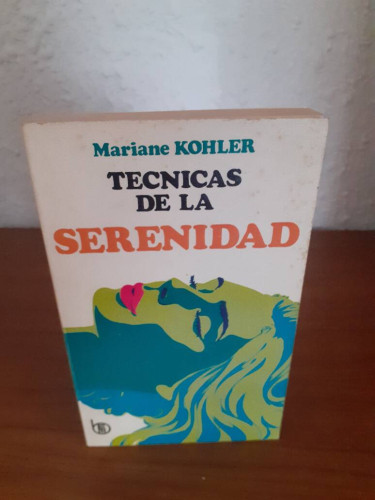 Mariane KOHLER
TECNICAS
DE LA
SERENIDAD